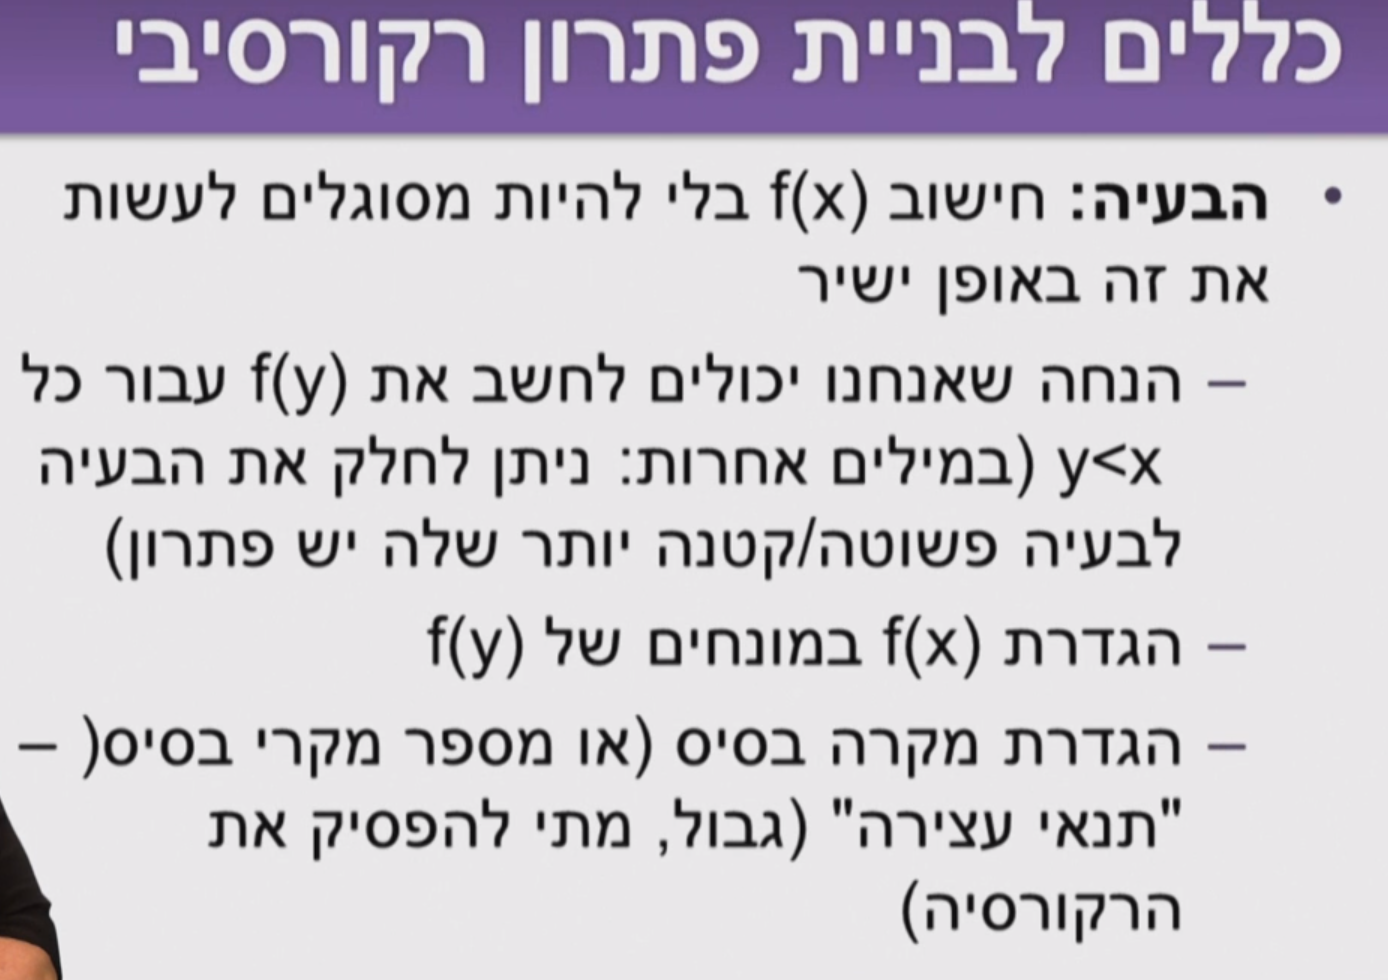 כללים לבניית פתרון רקורסיבי
• הבעיה: חישוב f(x) בלי להיות מסוגלים לעשות
את זה באופן ישיר
– הנחה שאנחנו יכולים לחשב את f(y) עבור כל
y<x (במילים אחרות: ניתן לחלק את הבעיה
לבעיה פשוטה/קטנה יותר שלה יש פתרון)
– הגדרת f(x) במונחים של f(y)
– הגדרת מקרה בסיס (או מספר מקרי בסיס( –
"תנאי עצירה" (גבול, מתי להפסיק את
הרקורסיה)